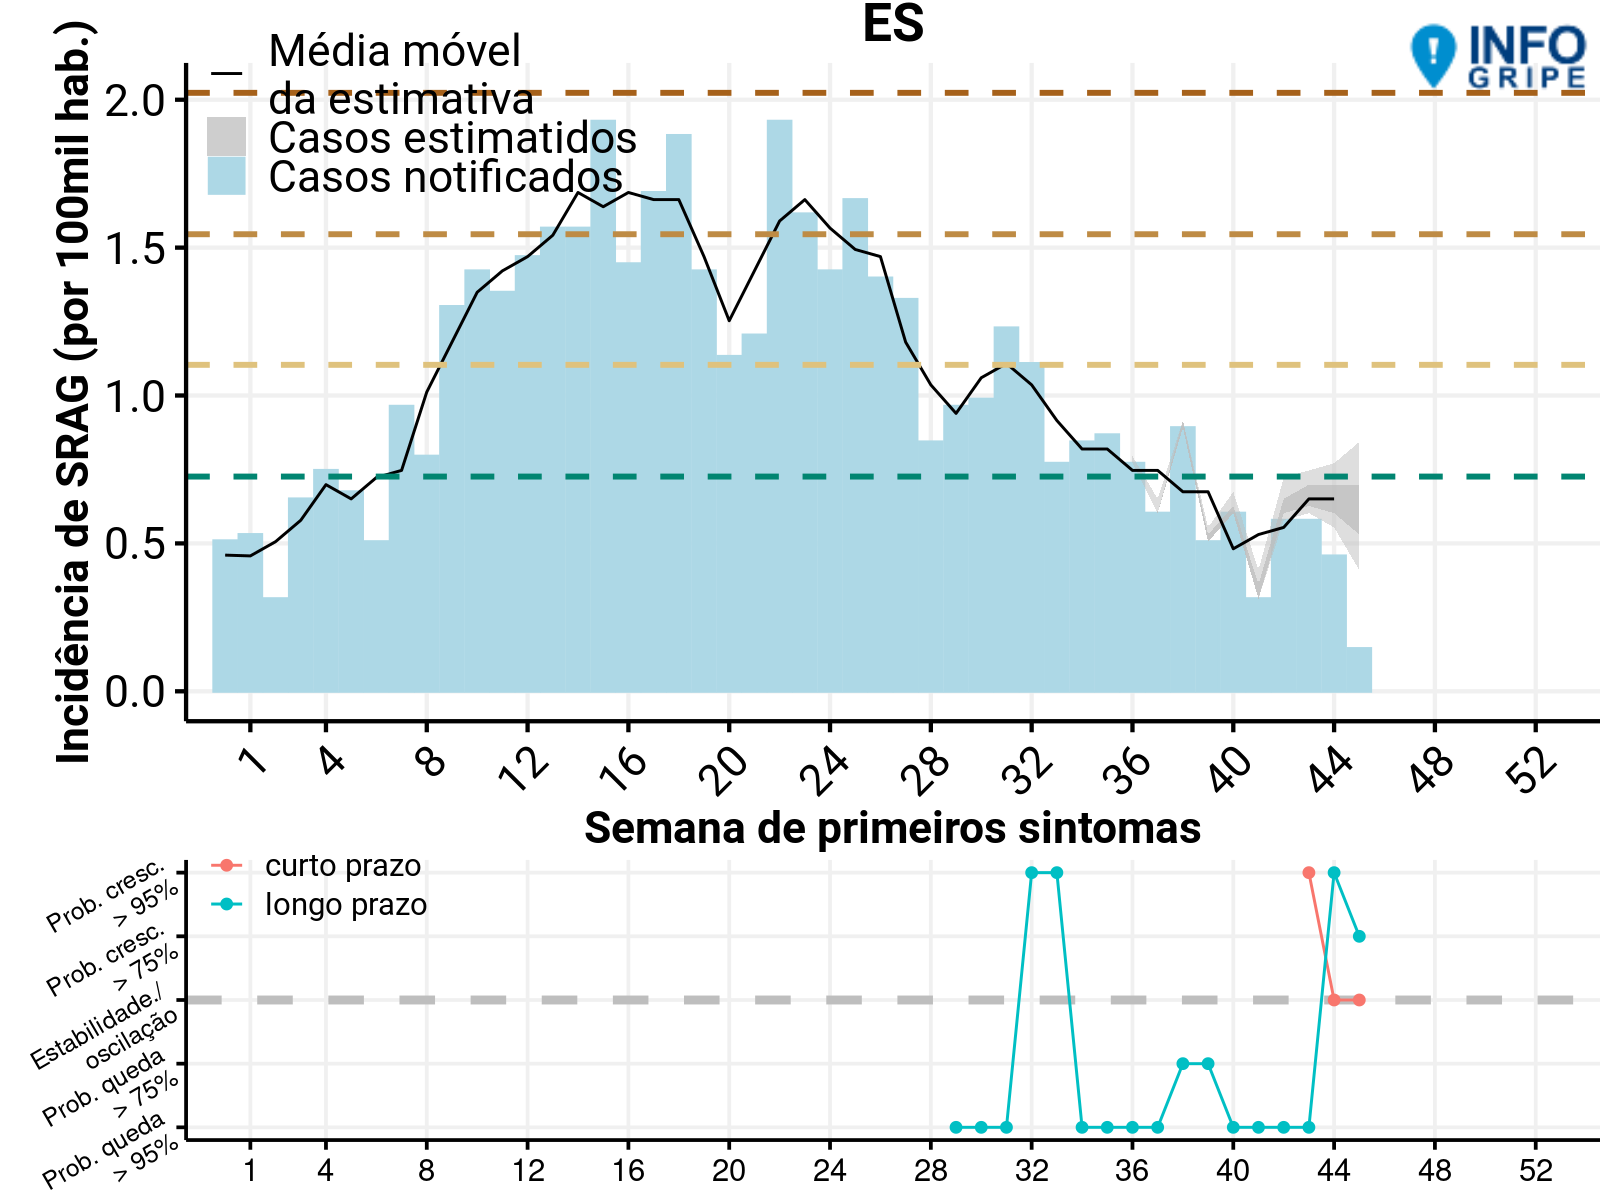 ES
INFO
GRIPE
Média móvel
da estimativa
Casos estimatidos
Casos notificados
Incidência de SRAG (por 100mil hab.)
2.0
1.5
1.0
0.5
0.0
1 4 8 12 16 20 24 28 32 36 40 44 48 52
Semana de primeiros sintomas
curto prazo
longo prazo
Prob. cresc.
> 95%
Prob. cresc.
> 75%
Estabilidade./
oscilação
Prob. queda
> 75%
Prob. queda
> 95%
1 4 8 12 16 20 24 28 32 36 40 44 48 52